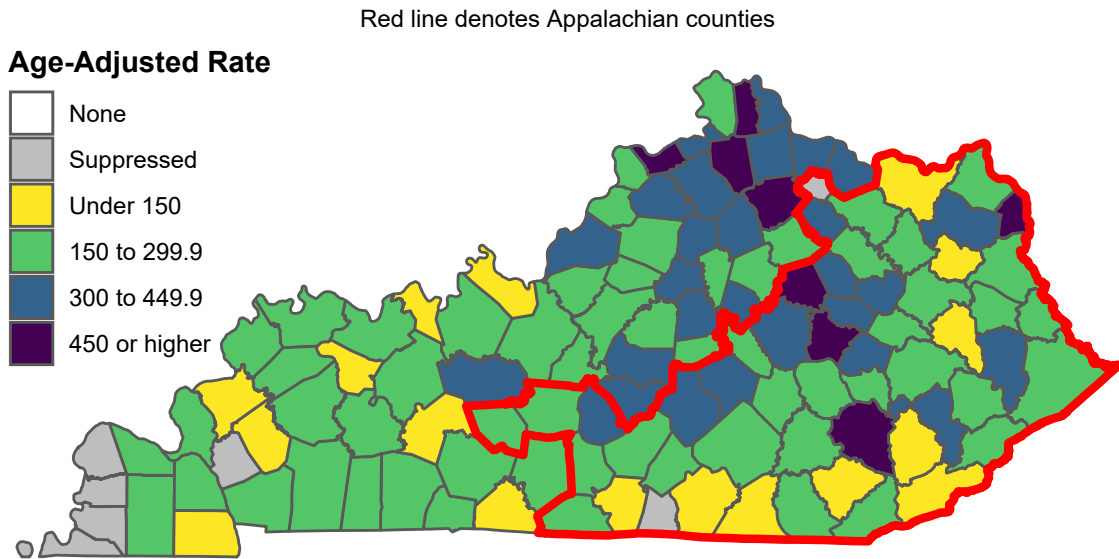 Red line denotes Appalachian counties
Age-Adjusted Rate
None
Suppressed
Under 150
150 to 299.9
300 to 449.9
450 or higher